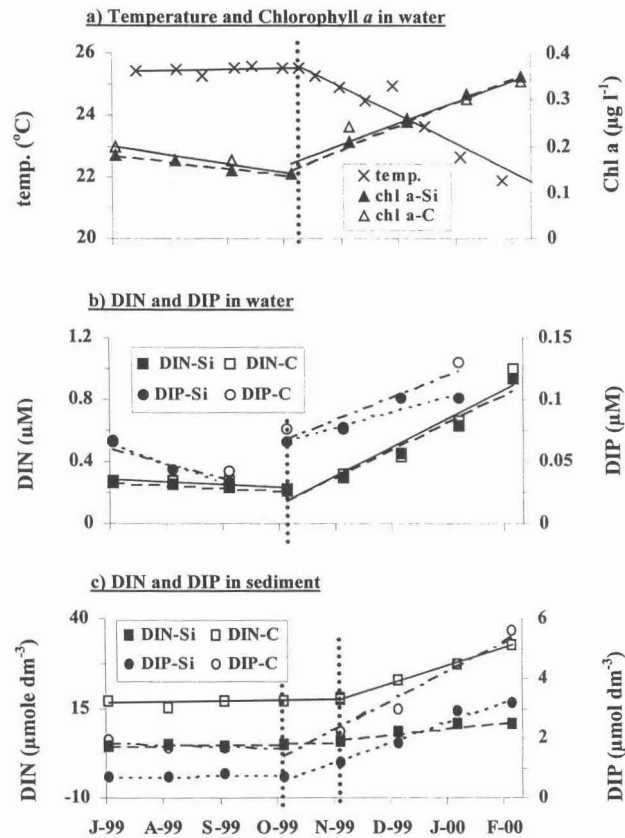 a) Temperature and Chlorophyll a in water
26
24
22
20
temp. (°C)
0.4
0.3
0.2
0.1
0
Chl a (µg l⁻¹)
temp.
chl a-Si
chl a-C
b) DIN and DIP in water
1.2
0.8
0.4
0
DIN (µM)
0.15
0.1
0.05
0
DIP (µM)
DIN-Si
DIN-C
DIP-Si
DIP-C
c) DIN and DIP in sediment
40
15
-10
DIN (µmole dm⁻³)
6
4
2
0
DIP (µmol dm⁻³)
DIN-Si
DIN-C
DIP-Si
DIP-C
J-99 A-99 S-99 O-99 N-99 D-99 J-00 F-00